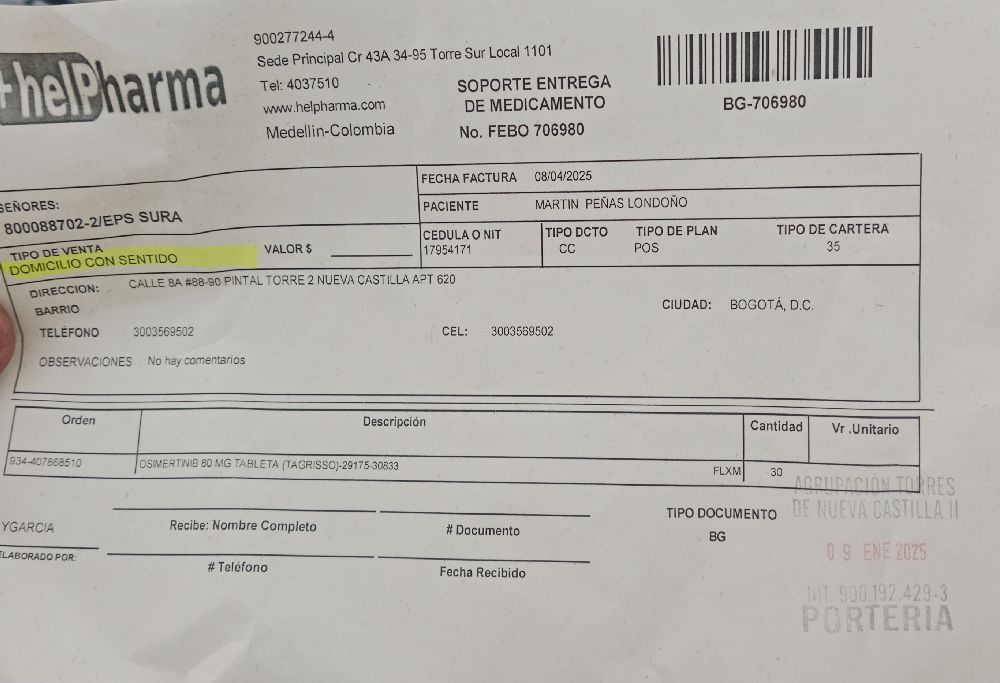 +helPharma
900277244-4
Sede Principal Cr 43A 34-95 Torre Sur Local 1101
Tel: 4037510
www.helpharma.com
Medellin-Colombia
SOPORTE ENTREGA
DE MEDICAMENTO
No. FEBO 706980
BG-706980
SEÑORES:
800088702-2/EPS SURA
FECHA FACTURA 08/04/2025
PACIENTE MARTIN PEÑAS LONDOÑO
TIPO DE VENTA
DOMICILIO CON SENTIDO
VALOR $
CEDULA O NIT
17954171
TIPO DCTO
CC
TIPO DE PLAN
POS
TIPO DE CARTERA
35
DIRECCION: CALLE 8A #88-90 PINTAL TORRE 2 NUEVA CASTILLA APT 620
BARRIO
CIUDAD: BOGOTÁ, D.C.
TELÉFONO 3003569502
CEL: 3003569502
OBSERVACIONES No hay comentarios
Orden Descripción Cantidad Vr .Unitario
934-407868510 OSIMERTINIB 80 MG TABLETA (TAGRISSO)-29175-30833 FLXM 30
YGARCIA
ELABORADO POR:
Recibe: Nombre Completo
# Documento
# Teléfono
Fecha Recibido
TIPO DOCUMENTO
BG
AGRUPACION TORRES
DE NUEVA CASTILLA II
09 ENE 2025
NIT. 900.192.429-3
PORTERIA